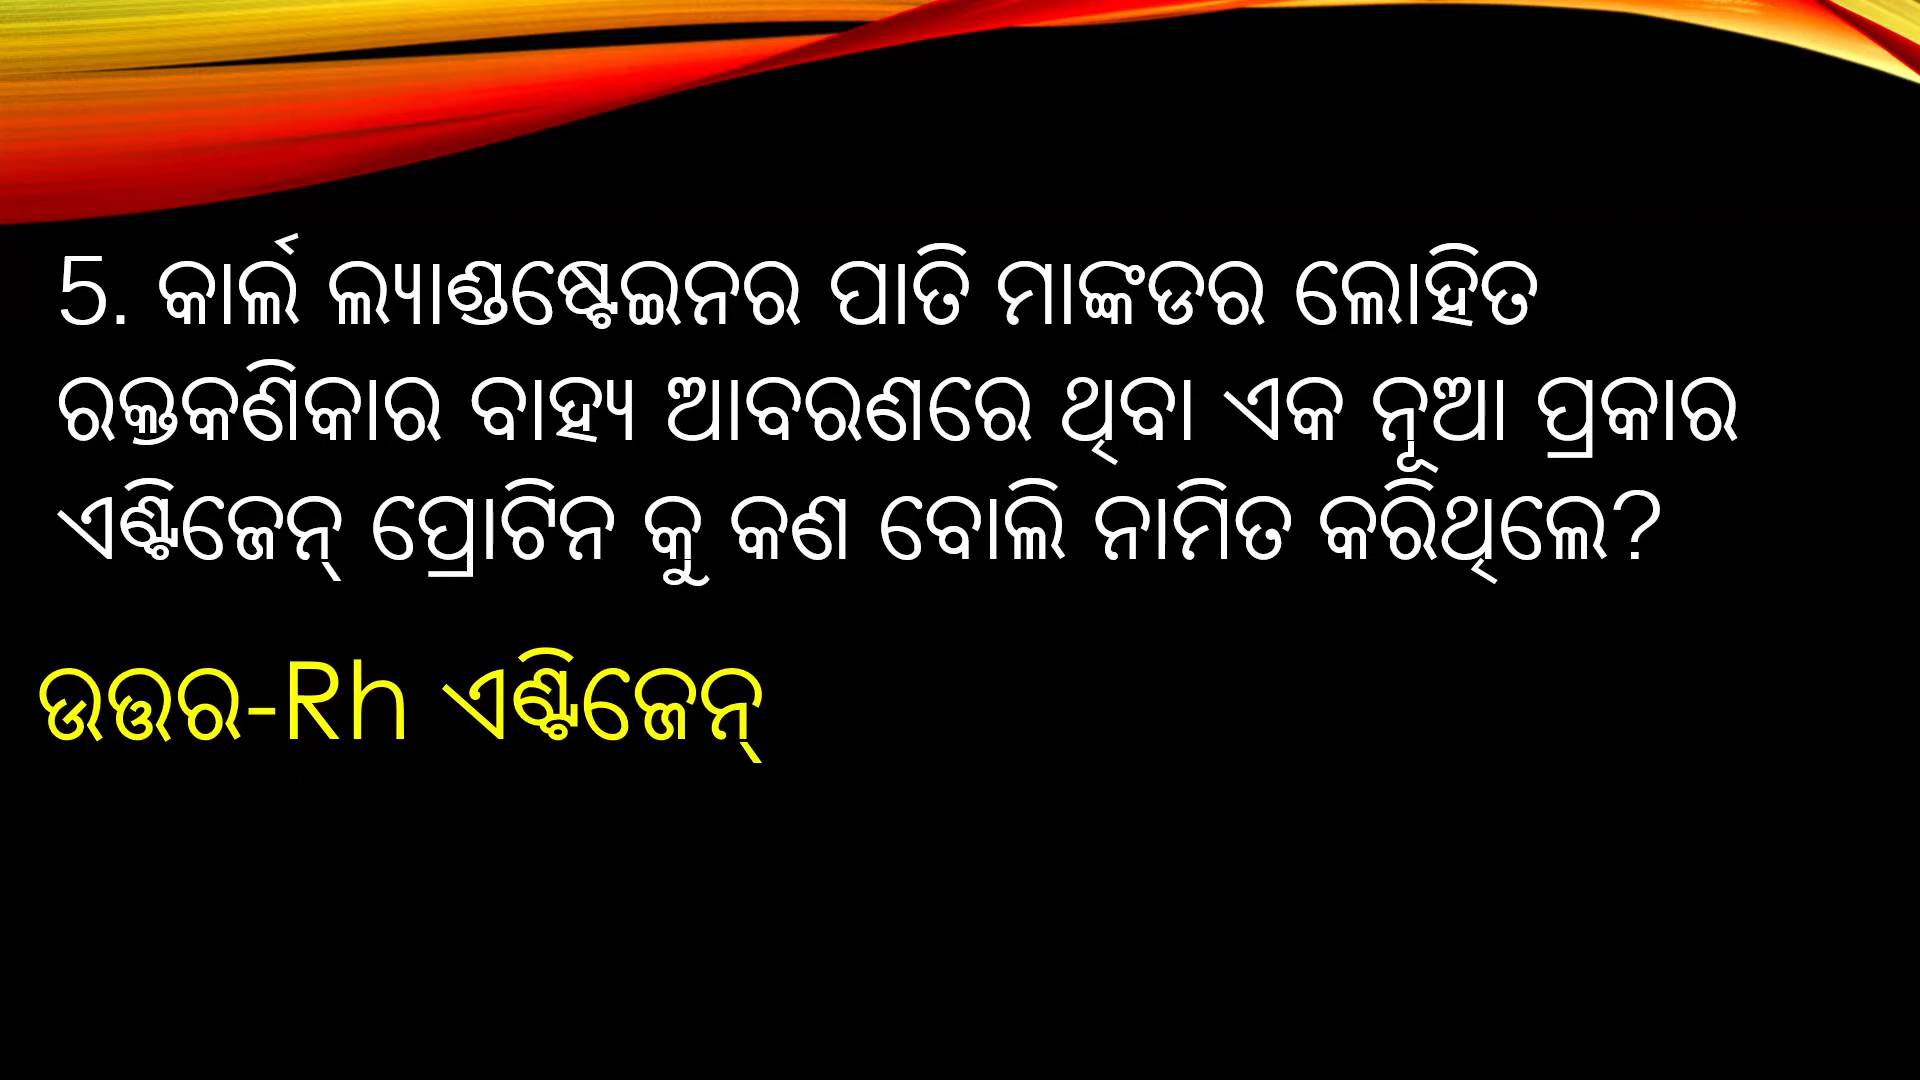 5. କାର୍ଲ ଲ୍ୟାଣ୍ଡଷ୍ଟେଇନର ପାତି ମାଙ୍କଡର ଲୋହିତ
ରକ୍ତକଣିକାର ବାହ୍ୟ ଆବରଣରେ ଥିବା ଏକ ନୂଆ ପ୍ରକାର
ଏଣ୍ଟିଜେନ୍ ପ୍ରୋଟିନ କୁ କଣ ବୋଲି ନାମିତ କରିଥିଲେ?
ଉତ୍ତର-Rh ଏଣ୍ଟିଜେନ୍